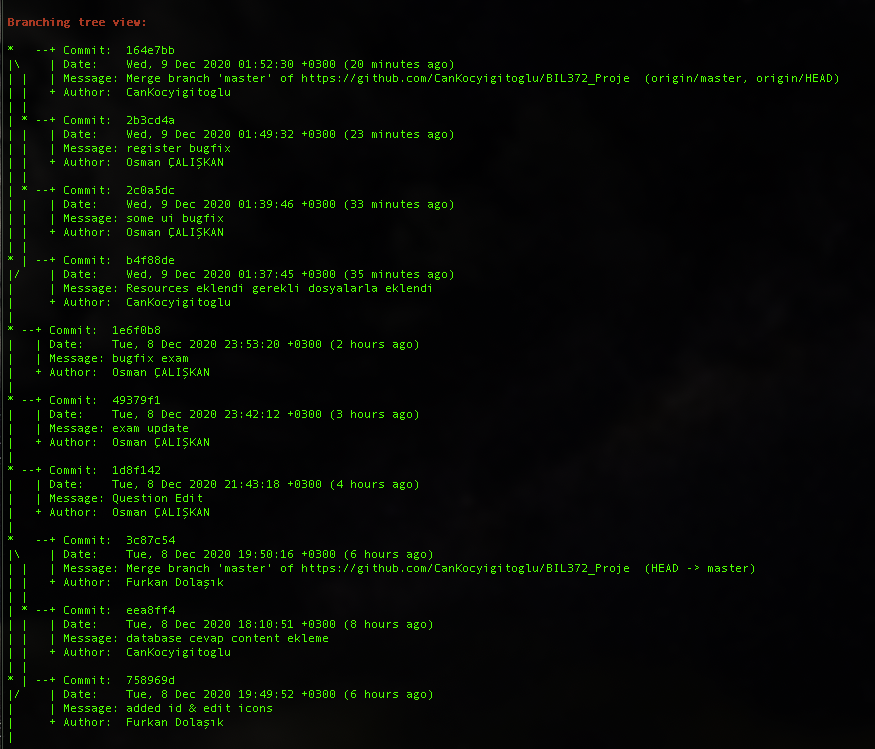 Branching tree view:
*   --+ Commit:  164e7bb
|\    | Date:    Wed, 9 Dec 2020 01:52:30 +0300 (20 minutes ago)
| |   | Message: Merge branch 'master' of https://github.com/CanKocyigitoglu/BIL372_Proje  (origin/master, origin/HEAD)
| |   + Author:  CanKocyigitoglu
| |
| * --+ Commit:  2b3cd4a
| |   | Date:    Wed, 9 Dec 2020 01:49:32 +0300 (23 minutes ago)
| |   | Message: register bugfix
| |   + Author:  Osman ÇALIŞKAN
| |
| * --+ Commit:  2c0a5dc
| |   | Date:    Wed, 9 Dec 2020 01:39:46 +0300 (33 minutes ago)
| |   | Message: some ui bugfix
| |   + Author:  Osman ÇALIŞKAN
| |
* | --+ Commit:  b4f88de
|/    | Date:    Wed, 9 Dec 2020 01:37:45 +0300 (35 minutes ago)
|     | Message: Resources eklendi gerekli dosyalarla eklendi
|     + Author:  CanKocyigitoglu
|
* --+ Commit:  1e6f0b8
|   | Date:    Tue, 8 Dec 2020 23:53:20 +0300 (2 hours ago)
|   | Message: bugfix exam
|   + Author:  Osman ÇALIŞKAN
|
* --+ Commit:  49379f1
|   | Date:    Tue, 8 Dec 2020 23:42:12 +0300 (3 hours ago)
|   | Message: exam update
|   + Author:  Osman ÇALIŞKAN
|
* --+ Commit:  1d8f142
|   | Date:    Tue, 8 Dec 2020 21:43:18 +0300 (4 hours ago)
|   | Message: Question Edit
|   + Author:  Osman ÇALIŞKAN
|
*   --+ Commit:  3c87c54
|\    | Date:    Tue, 8 Dec 2020 19:50:16 +0300 (6 hours ago)
| |   | Message: Merge branch 'master' of https://github.com/CanKocyigitoglu/BIL372_Proje  (HEAD -> master)
| |   + Author:  Furkan Dolaşık
| |
| * --+ Commit:  eea8ff4
| |   | Date:    Tue, 8 Dec 2020 18:10:51 +0300 (8 hours ago)
| |   | Message: database cevap content ekleme
| |   + Author:  CanKocyigitoglu
| |
* | --+ Commit:  758969d
|/    | Date:    Tue, 8 Dec 2020 19:49:52 +0300 (6 hours ago)
|     | Message: added id & edit icons
|     + Author:  Furkan Dolaşık
|